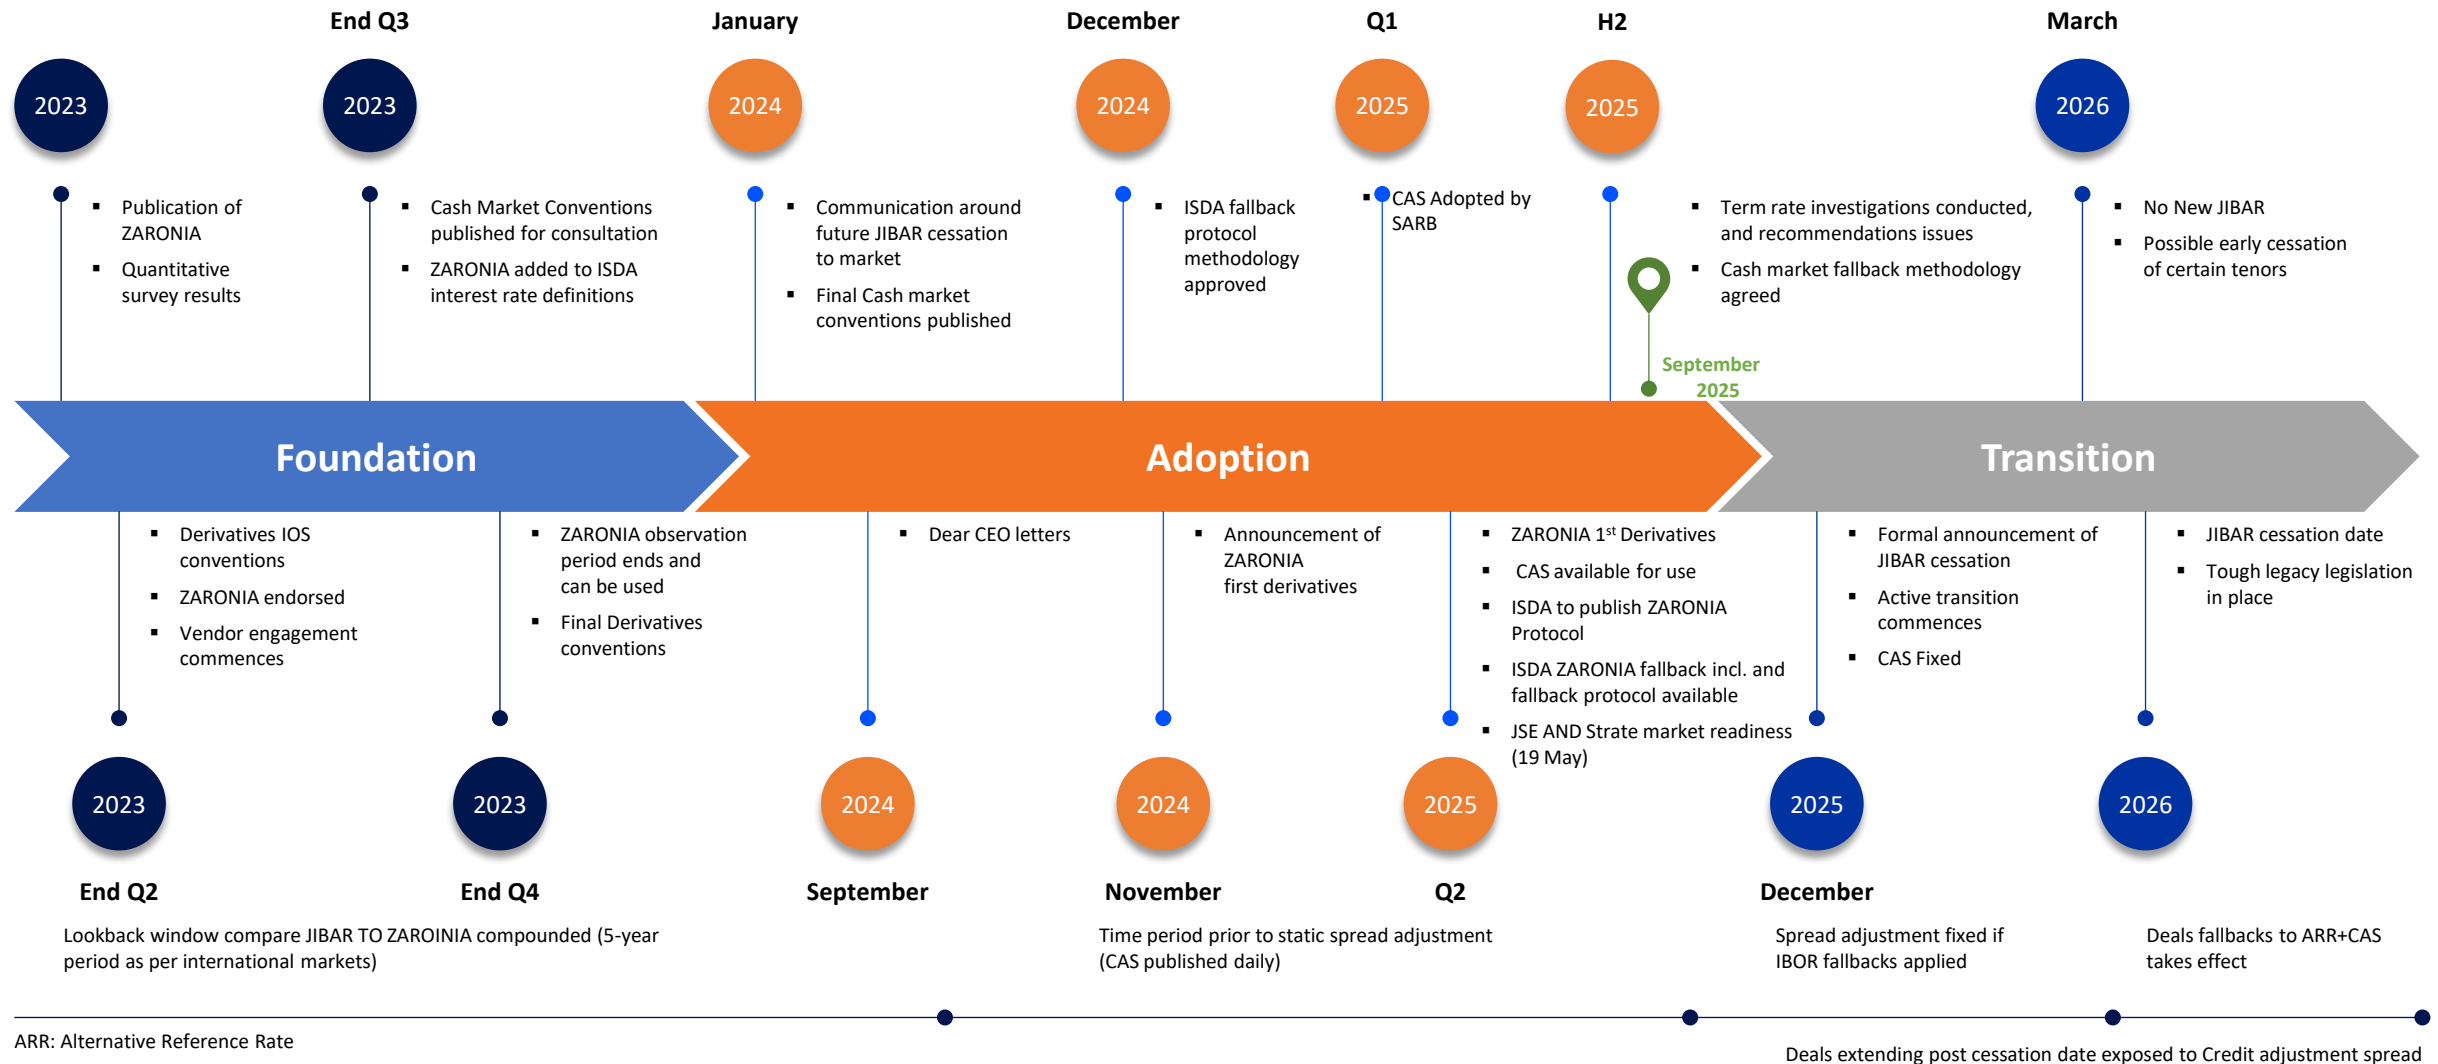 End Q3
January
December
Q1
H2
March
2023
2023
2024
2024
2025
2025
2026
▪ Publication of
ZARONIA
▪ Quantitative
survey results
▪ Cash Market Conventions
published for consultation
▪ ZARONIA added to ISDA
interest rate definitions
▪ Communication around
future JIBAR cessation
to market
▪ Final Cash market
conventions published
▪ ISDA fallback
protocol
methodology
approved
▪ CAS Adopted by
SARB
▪ Term rate investigations conducted,
and recommendations issues
▪ Cash market fallback methodology
agreed
▪ No New JIBAR
▪ Possible early cessation
of certain tenors
September
2025
Foundation
Adoption
Transition
▪ Derivatives IOS
conventions
▪ ZARONIA endorsed
▪ Vendor engagement
commences
▪ ZARONIA observation
period ends and
can be used
▪ Final Derivatives
conventions
▪ Dear CEO letters
▪ Announcement of
ZARONIA
first derivatives
▪ ZARONIA 1st Derivatives
▪ CAS available for use
▪ ISDA to publish ZARONIA
Protocol
▪ ISDA ZARONIA fallback incl. and
fallback protocol available
▪ JSE AND Strate market readiness
(19 May)
▪ Formal announcement of
JIBAR cessation
▪ Active transition
commences
▪ CAS Fixed
▪ JIBAR cessation date
▪ Tough legacy legislation
in place
2023
2023
2024
2024
2025
2025
2026
End Q2
End Q4
September
November
Q2
December
Lookback window compare JIBAR TO ZAROINIA compounded (5-year
period as per international markets)
Time period prior to static spread adjustment
(CAS published daily)
Spread adjustment fixed if
IBOR fallbacks applied
Deals fallbacks to ARR+CAS
takes effect
ARR: Alternative Reference Rate
Deals extending post cessation date exposed to Credit adjustment spread